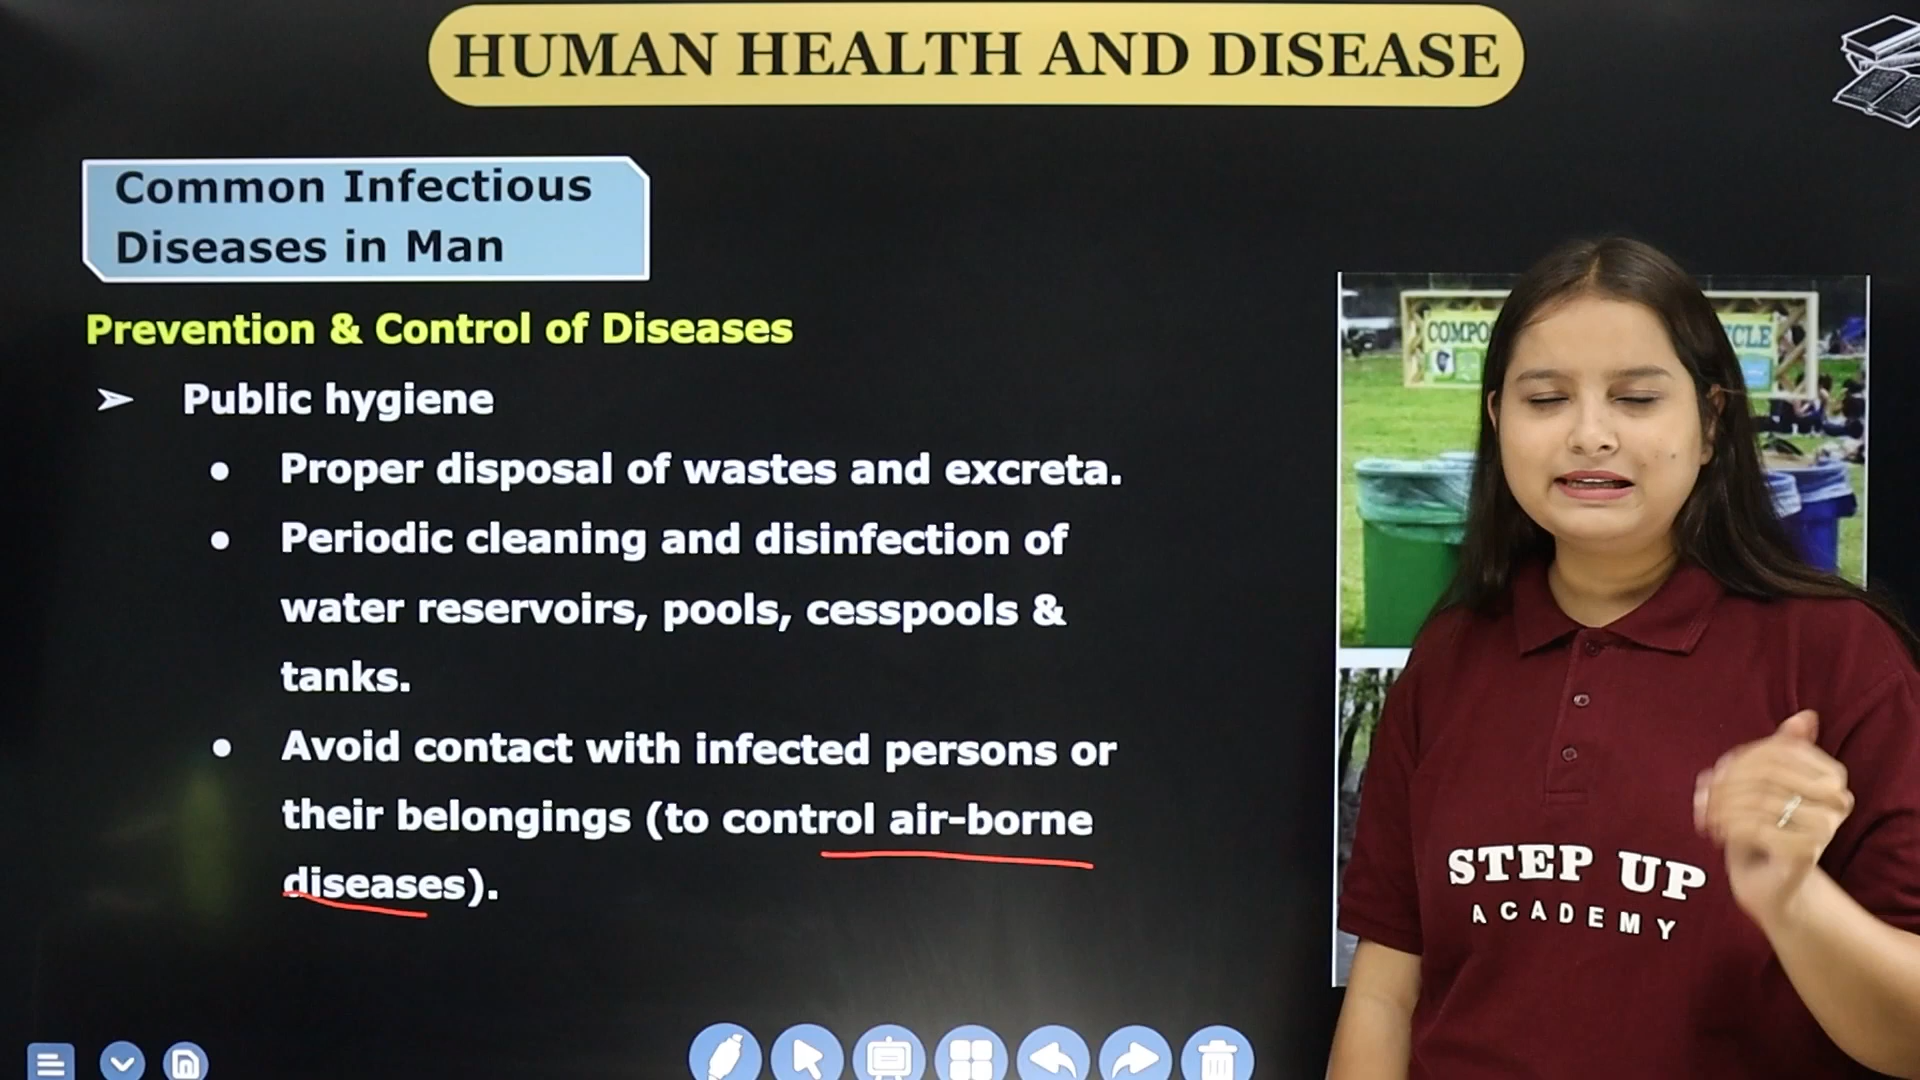 HUMAN HEALTH AND DISEASE
Common Infectious
Diseases in Man
Prevention & Control of Diseases
➢ Public hygiene
• Proper disposal of wastes and excreta.
• Periodic cleaning and disinfection of
water reservoirs, pools, cesspools &
tanks.
• Avoid contact with infected persons or
their belongings (to control air-borne
diseases).
STEP UP
ACADEMY